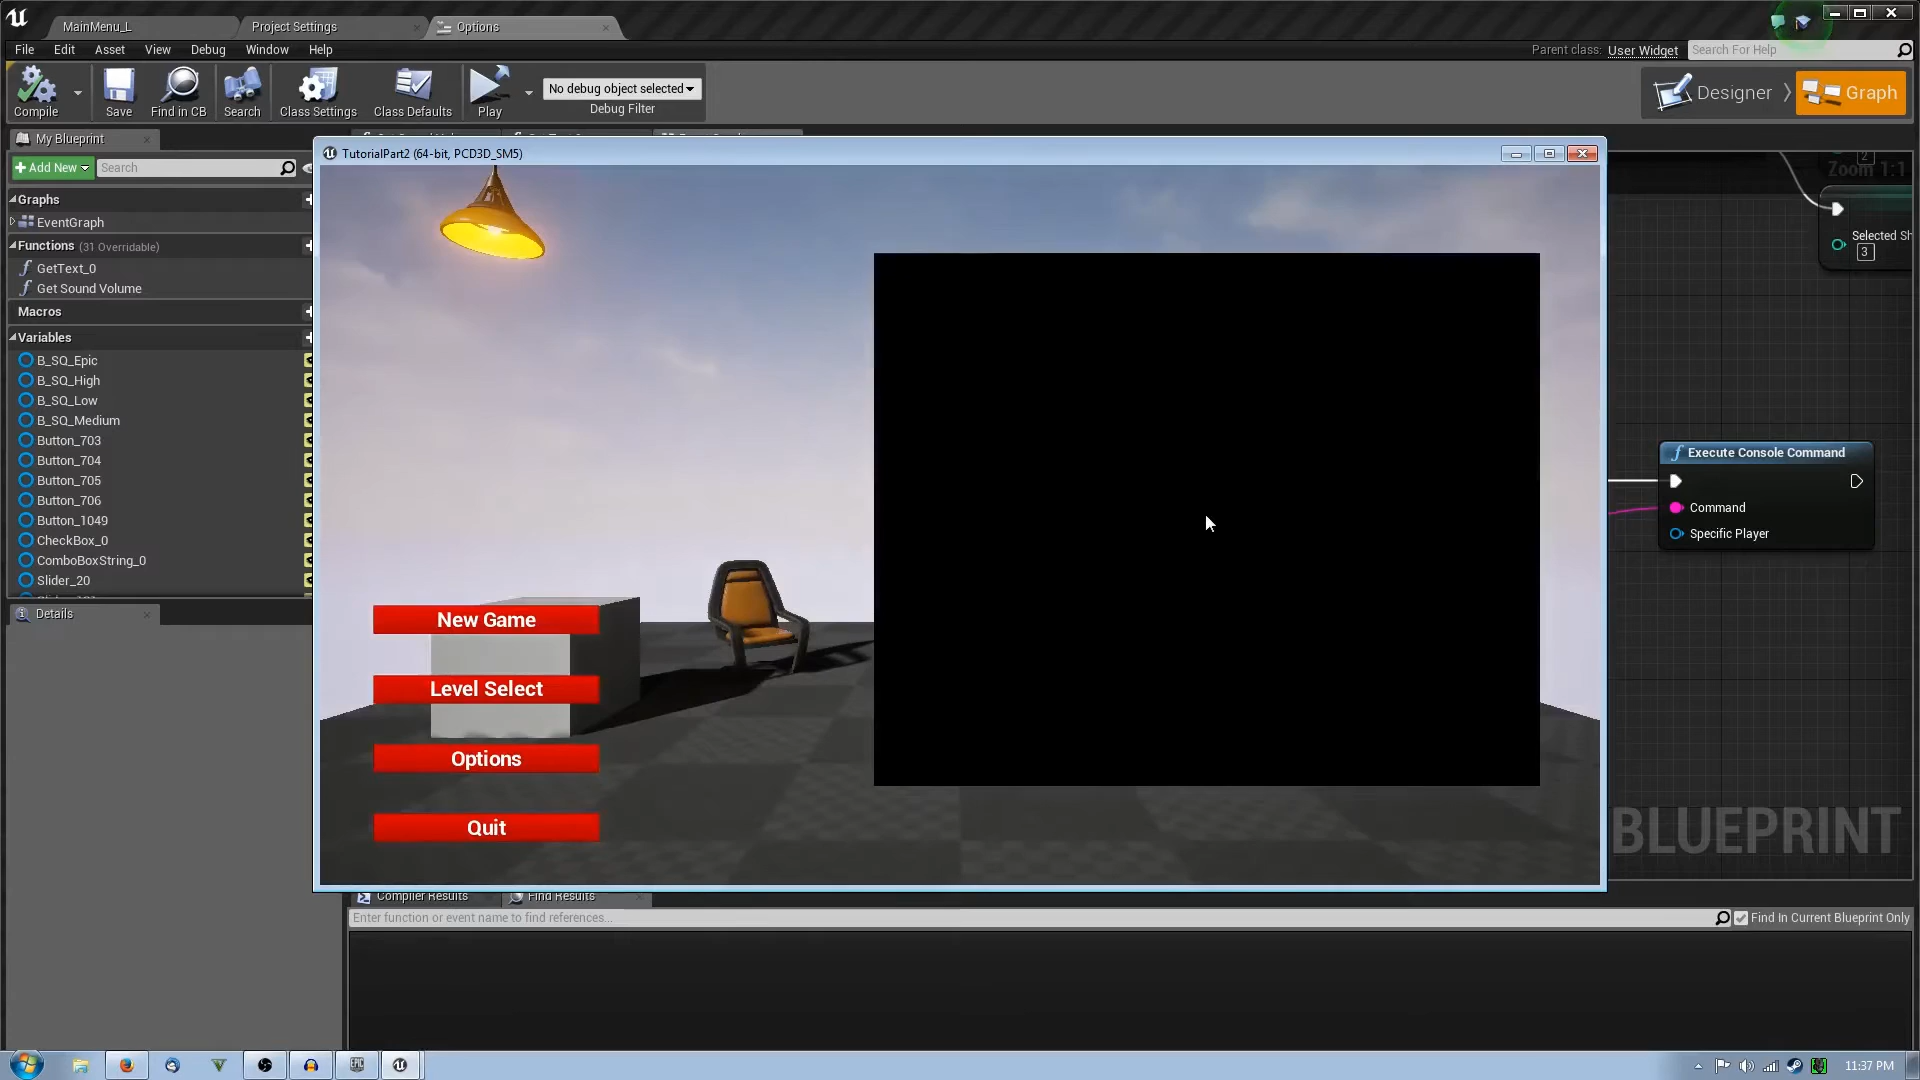 MainMenu_L
Project Settings
Options
File Edit Asset View Debug Window Help
Parent class: User Widget
Search For Help
Compile
Save
Find in CB
Search
Class Settings
Class Defaults
Play
No debug object selected
Debug Filter
Designer
Graph
My Blueprint
Add New
Search
Graphs
EventGraph
Functions (31 Overridable)
GetText_0
Get Sound Volume
Macros
Variables
B_SQ_Epic
B_SQ_High
B_SQ_Low
B_SQ_Medium
Button_703
Button_704
Button_705
Button_706
Button_1049
CheckBox_0
ComboBoxString_0
Slider_20
Details
TutorialPart2 (64-bit, PCD3D_SM5)
New Game
Level Select
Options
Quit
2
Zoom 1:1
Selected Sh
3
Execute Console Command
Command
Specific Player
BLUEPRINT
Compiler Results
Find Results
Enter function or event name to find references...
Find In Current Blueprint Only
EPIC
11:37 PM